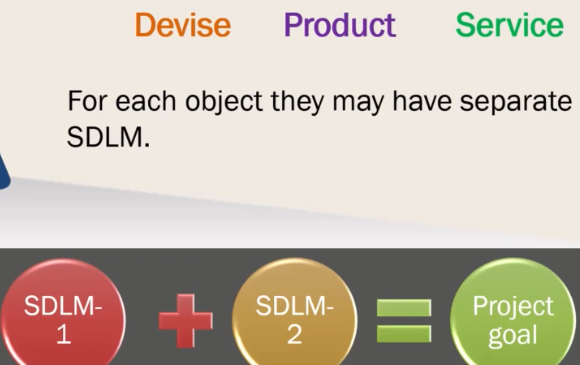 Devise Product Service
For each object they may have separate
SDLM.
SDLM-
1
SDLM-
2
Project
goal